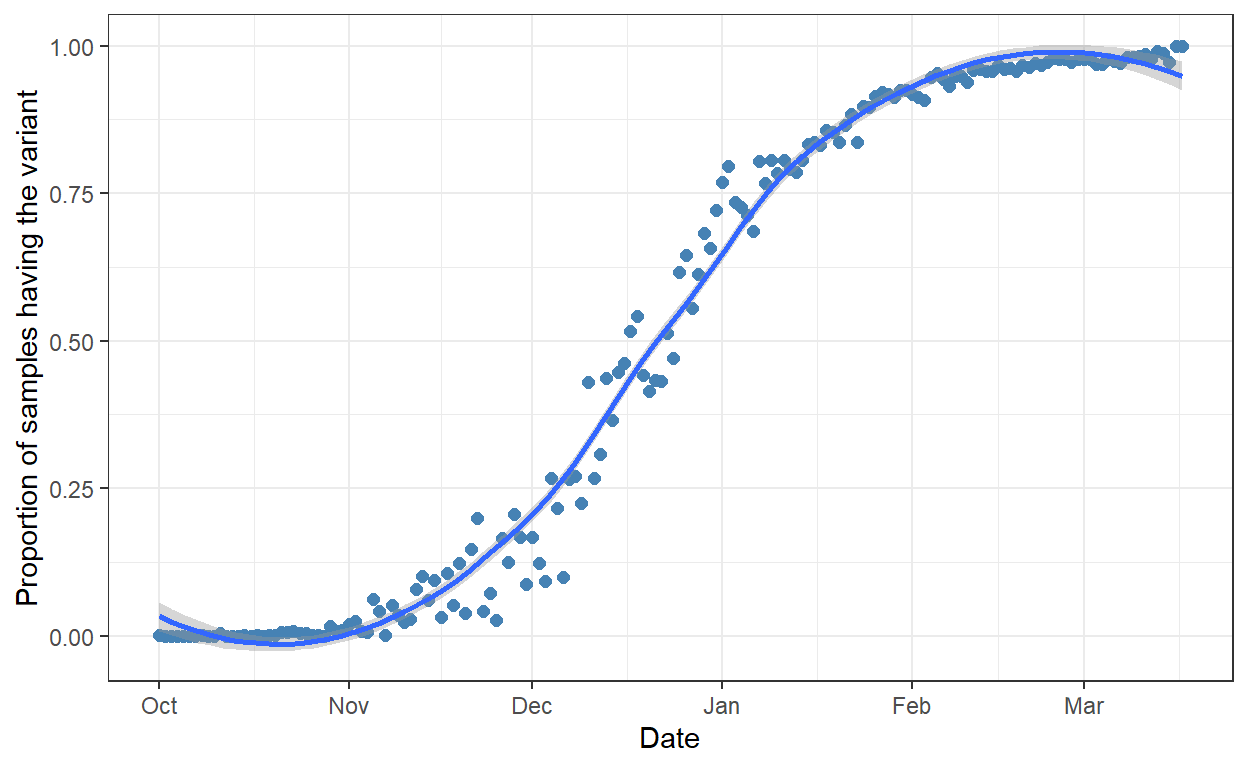 Proportion of samples having the variant
1.00
0.75
0.50
0.25
0.00
Oct Nov Dec Jan Feb Mar
Date